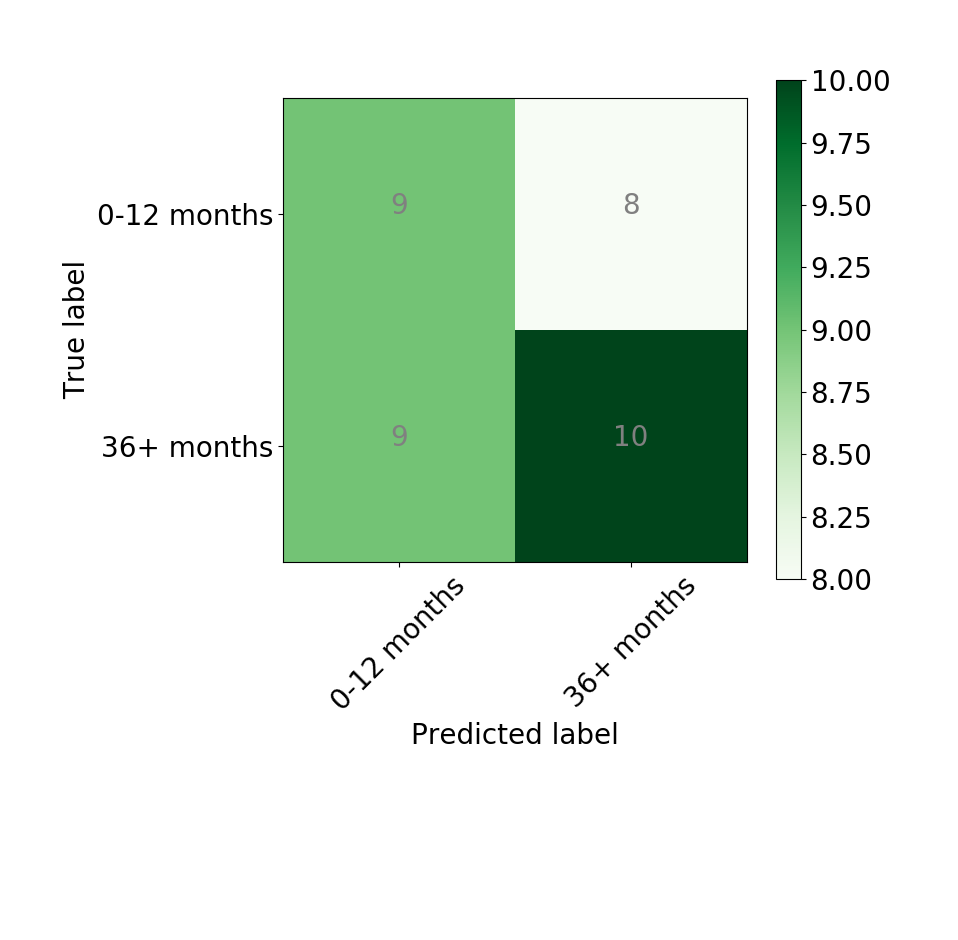 10.00
9.75
9.50
9.25
9.00
8.75
8.50
8.25
8.00
True label
0-12 months
36+ months
9 8
9 10
0-12 months
36+ months
Predicted label